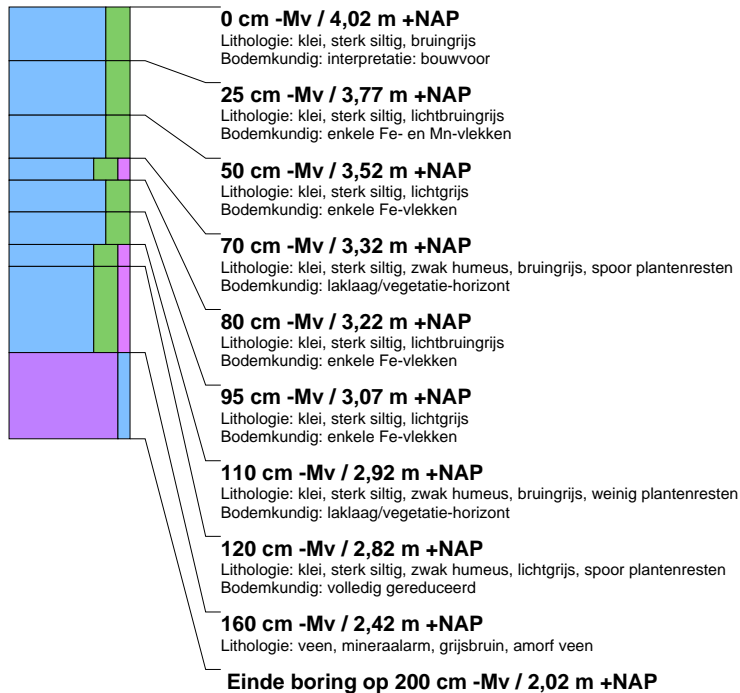 0 cm -Mv / 4,02 m +NAP
Lithologie: klei, sterk siltig, bruingrijs
Bodemkundig: interpretatie: bouwvoor
25 cm -Mv / 3,77 m +NAP
Lithologie: klei, sterk siltig, lichtbruingrijs
Bodemkundig: enkele Fe- en Mn-vlekken
50 cm -Mv / 3,52 m +NAP
Lithologie: klei, sterk siltig, lichtgrijs
Bodemkundig: enkele Fe-vlekken
70 cm -Mv / 3,32 m +NAP
Lithologie: klei, sterk siltig, zwak humeus, bruingrijs, spoor plantenresten
Bodemkundig: laklaag/vegetatie-horizont
80 cm -Mv / 3,22 m +NAP
Lithologie: klei, sterk siltig, lichtbruingrijs
Bodemkundig: enkele Fe-vlekken
95 cm -Mv / 3,07 m +NAP
Lithologie: klei, sterk siltig, lichtgrijs
Bodemkundig: enkele Fe-vlekken
110 cm -Mv / 2,92 m +NAP
Lithologie: klei, sterk siltig, zwak humeus, bruingrijs, weinig plantenresten
Bodemkundig: laklaag/vegetatie-horizont
120 cm -Mv / 2,82 m +NAP
Lithologie: klei, sterk siltig, zwak humeus, lichtgrijs, spoor plantenresten
Bodemkundig: volledig gereduceerd
160 cm -Mv / 2,42 m +NAP
Lithologie: veen, mineraalarm, grijsbruin, amorf veen
Einde boring op 200 cm -Mv / 2,02 m +NAP